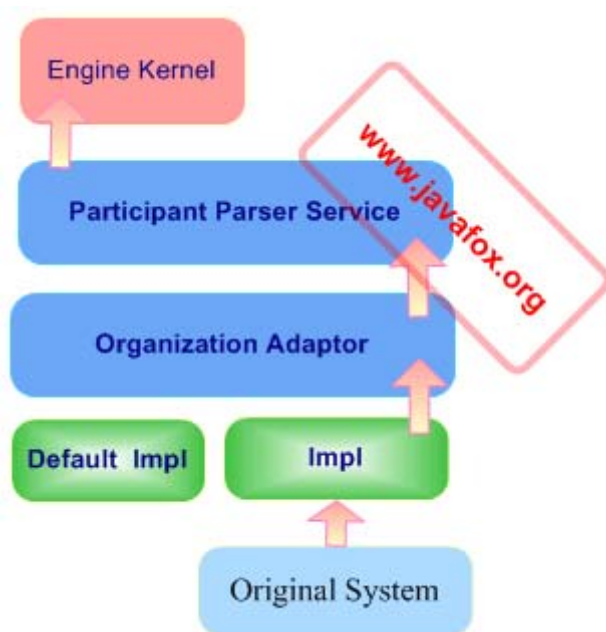 Engine Kernel
www.javafox.org
Participant Parser Service
Organization Adaptor
Default Impl
Impl
Original System